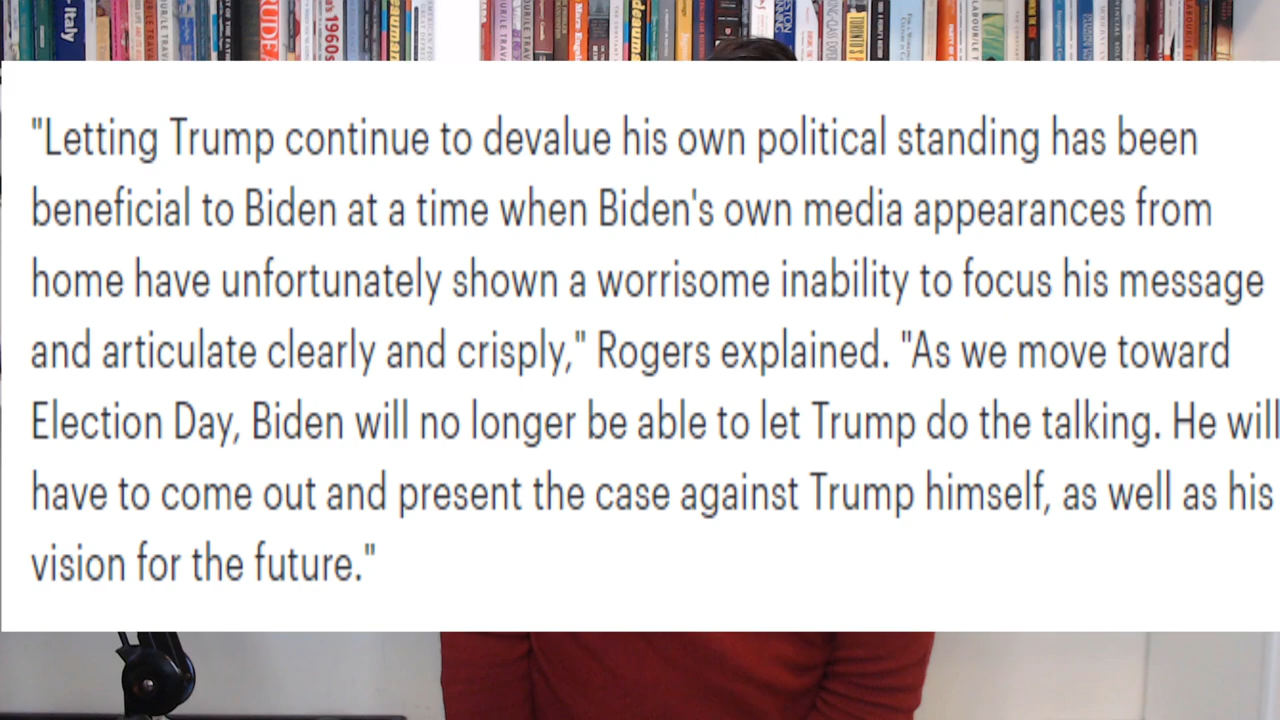 Italy
1960s
"Letting Trump continue to devalue his own political standing has been
beneficial to Biden at a time when Biden's own media appearances from
home have unfortunately shown a worrisome inability to focus his message
and articulate clearly and crisply," Rogers explained. "As we move toward
Election Day, Biden will no longer be able to let Trump do the talking. He will
have to come out and present the case against Trump himself, as well as his
vision for the future."